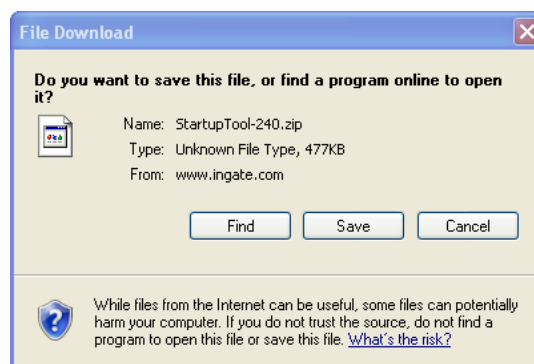 File Download
Do you want to save this file, or find a program online to open
it?
Name: StartupTool-240.zip
Type: Unknown File Type, 477KB
From: www.ingate.com
Find Save Cancel
While files from the Internet can be useful, some files can potentially
harm your computer. If you do not trust the source, do not find a
program to open this file or save this file. What's the risk?